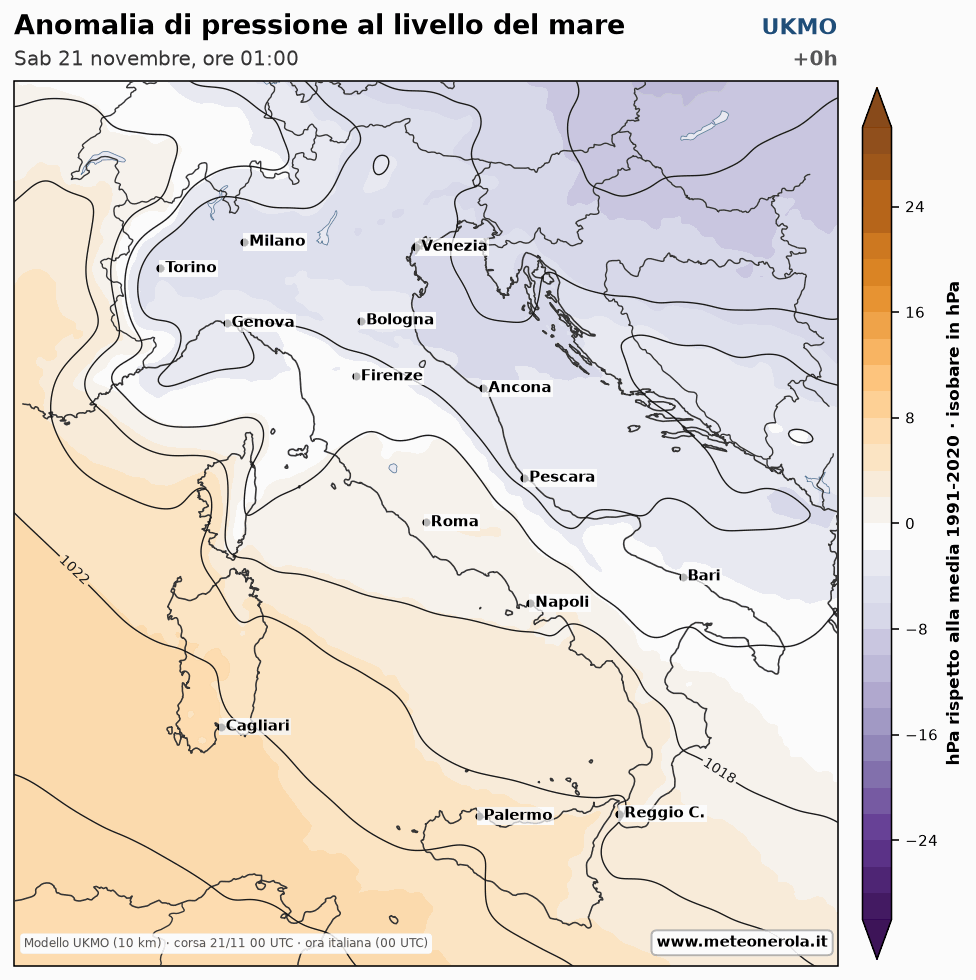 Anomalia di pressione al livello del mare
UKMO
Sab 21 novembre, ore 01:00
+0h
Milano
Venezia
Torino
Genova
Bologna
Firenze
Ancona
Pescara
Roma
1022
Bari
Napoli
Cagliari
1018
Palermo
Reggio C.
24
16
8
0
−8
−16
−24
hPa rispetto alla media 1991-2020 · isobare in hPa
Modello UKMO (10 km) · corsa 21/11 00 UTC · ora italiana (00 UTC)
www.meteonerola.it